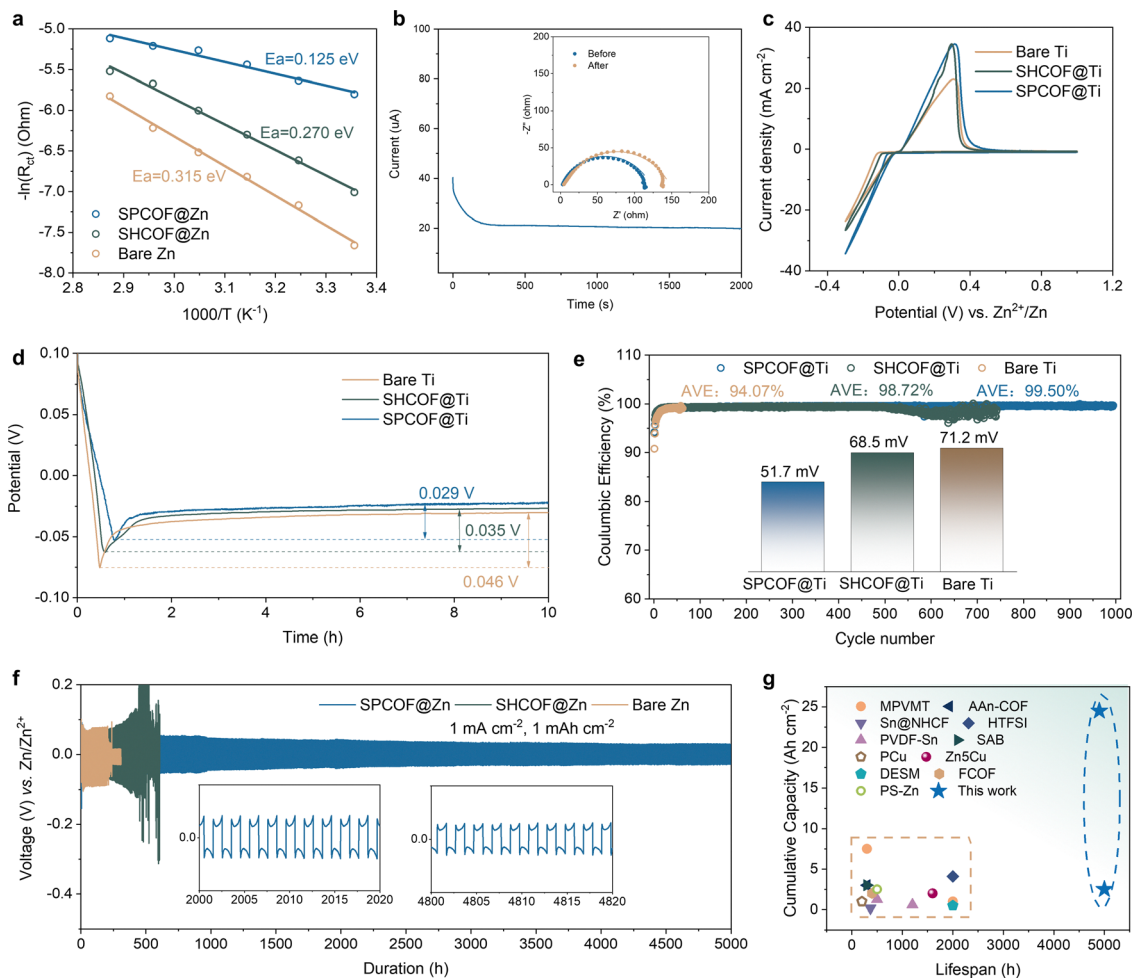 a
-5.0
-5.5
-6.0
-6.5
-7.0
-7.5
-8.0
-ln(Rct) (Ohm)
Ea=0.125 eV
Ea=0.270 eV
Ea=0.315 eV
SPCOF@Zn
SHCOF@Zn
Bare Zn
2.8 2.9 3.0 3.1 3.2 3.3 3.4
1000/T (K-1)
b
100
80
60
40
20
0
Current (uA)
200
150
100
50
0
-Z" (ohm)
Before
After
0 50 100 150 200
Z' (ohm)
0 500 1000 1500 2000
Time (s)
c
40
20
0
-20
-40
Current density (mA cm-2)
Bare Ti
SHCOF@Ti
SPCOF@Ti
-0.4 0.0 0.4 0.8 1.2
Potential (V) vs. Zn2+/Zn
d
0.10
0.05
0.00
-0.05
-0.10
Potential (V)
Bare Ti
SHCOF@Ti
SPCOF@Ti
0.029 V
0.035 V
0.046 V
0 2 4 6 8 10
Time (h)
e
110
100
90
80
70
60
Coulumbic Efficiency (%)
SPCOF@Ti SHCOF@Ti Bare Ti
AVE：94.07% AVE：98.72% AVE：99.50%
51.7 mV
68.5 mV
71.2 mV
SPCOF@Ti SHCOF@Ti Bare Ti
0 100 200 300 400 500 600 700 800 900 1000
Cycle number
f
0.2
0.0
-0.2
-0.4
Voltage (V) vs. Zn/Zn2+
SPCOF@Zn SHCOF@Zn Bare Zn
1 mA cm-2, 1 mAh cm-2
0.0
2000 2005 2010 2015 2020
0.0
4800 4805 4810 4815 4820
0 500 1000 1500 2000 2500 3000 3500 4000 4500 5000
Duration (h)
g
25
20
15
10
5
0
Cumulative Capacity (Ah cm-2)
MPVMT AAn-COF
Sn@NHCF HTFSI
PVDF-Sn SAB
PCu Zn5Cu
DESM FCOF
PS-Zn This work
0 1000 2000 3000 4000 5000
Lifespan (h)